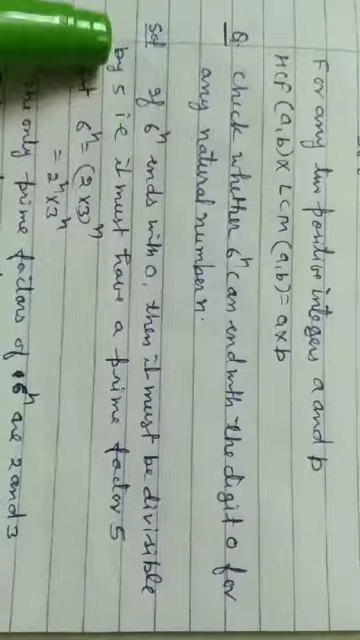 For any two positive integers a and b
HCF (a,b) X LCM (a,b) = a x b
Q. Check whether 6ⁿ can end with the digit 0 for
any natural number n.
Sol If 6ⁿ ends with 0, then it must be divisible
by 5 i.e it must have a prime factor 5
6ⁿ = (2 x 3)ⁿ
= 2ⁿ x 3ⁿ
only prime factors of 6ⁿ are 2 and 3